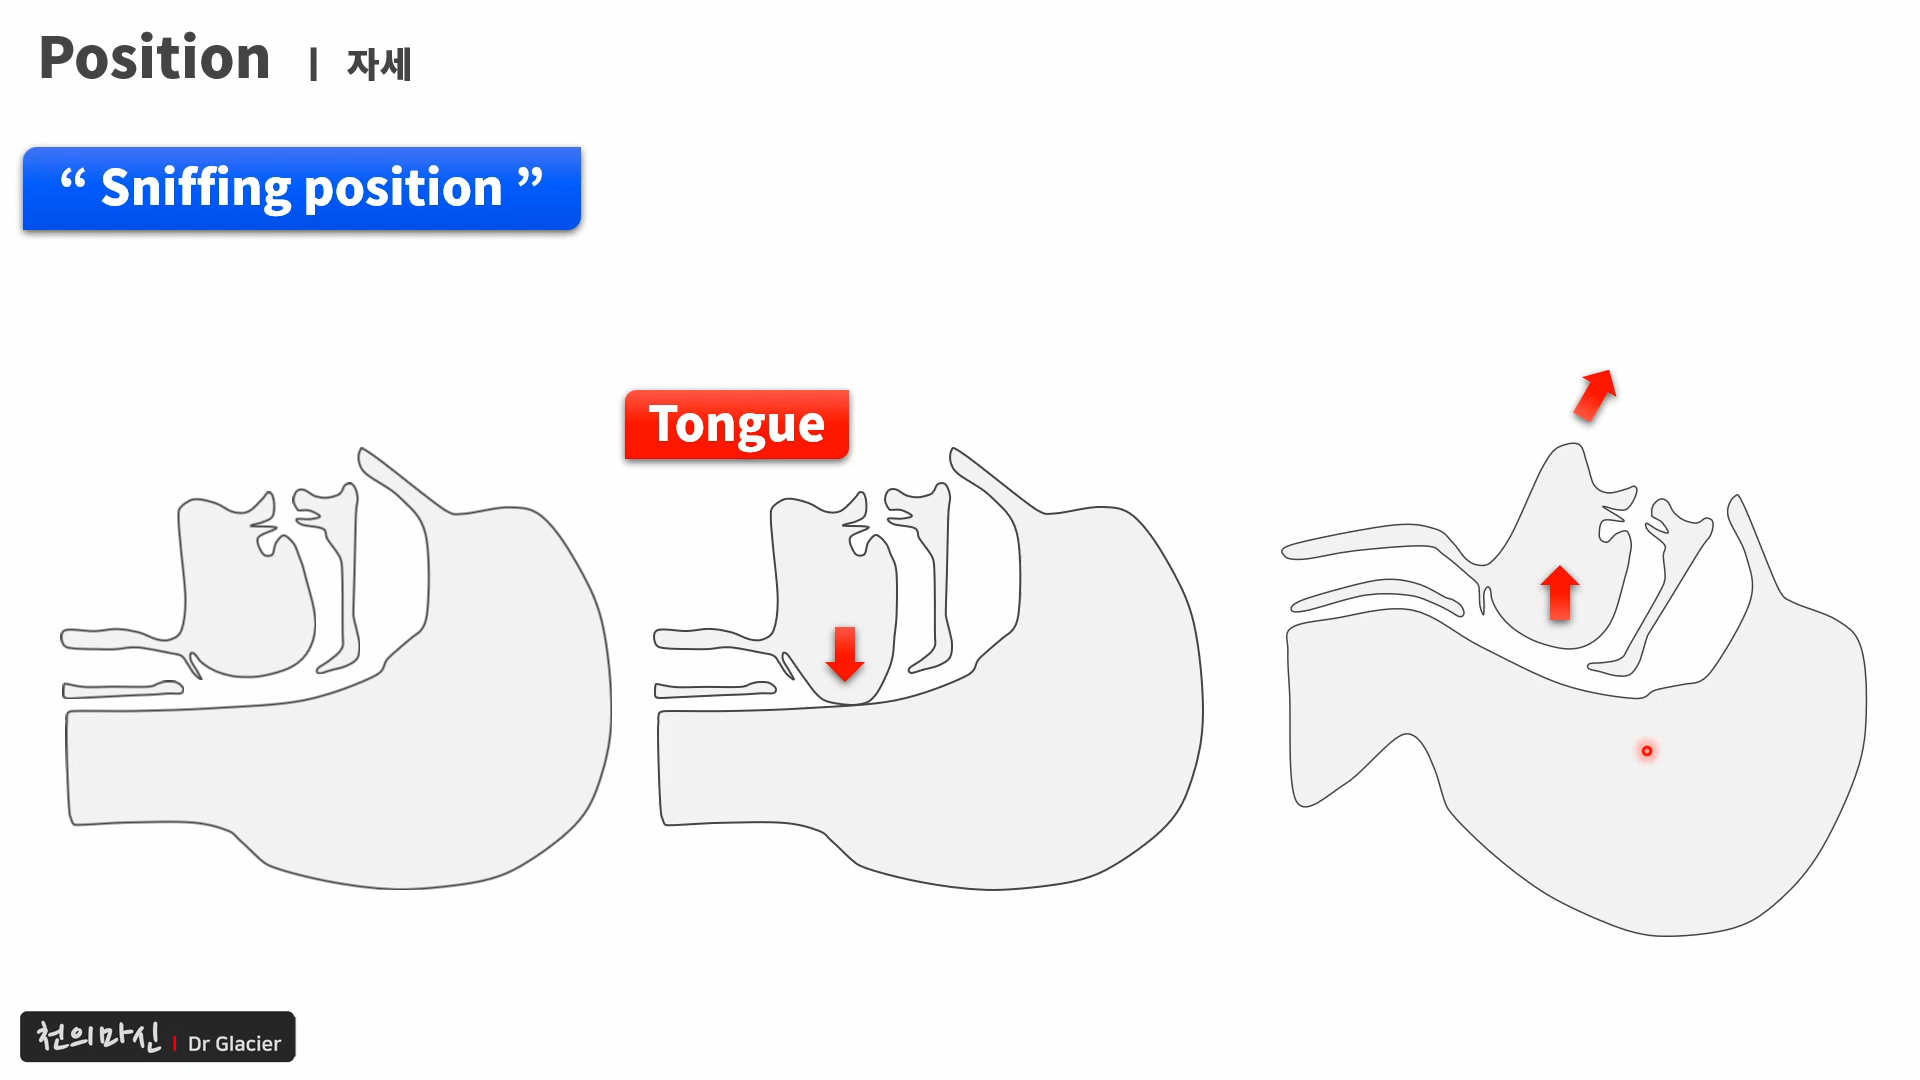 Position | 자세
“ Sniffing position ”
Tongue
천의마신 | Dr Glacier